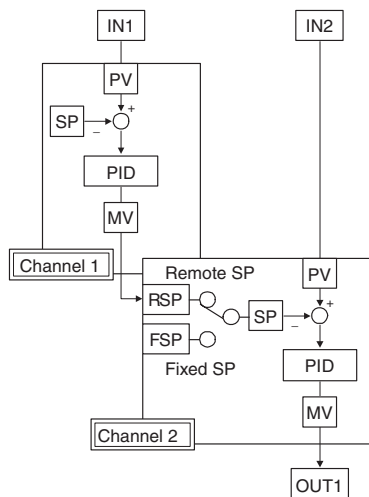 IN1
IN2
PV
SP
+
−
PID
MV
Channel 1
Remote SP
PV
RSP
SP
+
−
FSP
Fixed SP
PID
MV
Channel 2
OUT1